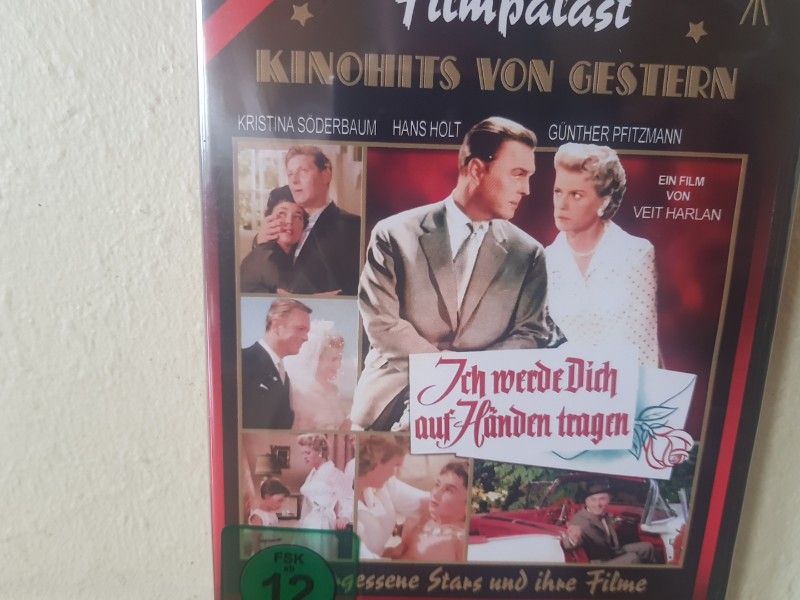 Filmpalast
KINOHITS VON GESTERN
KRISTINA SÖDERBAUM HANS HOLT GÜNTHER PFITZMANN
EIN FILM
VON
VEIT HARLAN
Ich werde Dich
auf Händen tragen
FSK
ab
12
Stars und ihre Filme